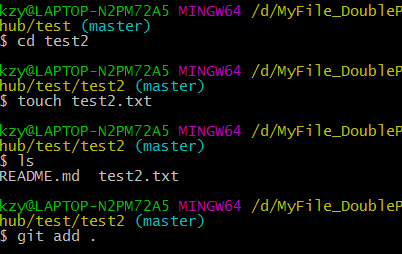 kzy@LAPTOP-N2PM72A5 MINGW64 /d/MyFile_DoubleP
hub/test (master)
$ cd test2
kzy@LAPTOP-N2PM72A5 MINGW64 /d/MyFile_DoubleP
hub/test/test2 (master)
$ touch test2.txt
kzy@LAPTOP-N2PM72A5 MINGW64 /d/MyFile_DoubleP
hub/test/test2 (master)
$ ls
README.md  test2.txt
kzy@LAPTOP-N2PM72A5 MINGW64 /d/MyFile_DoubleP
hub/test/test2 (master)
$ git add .